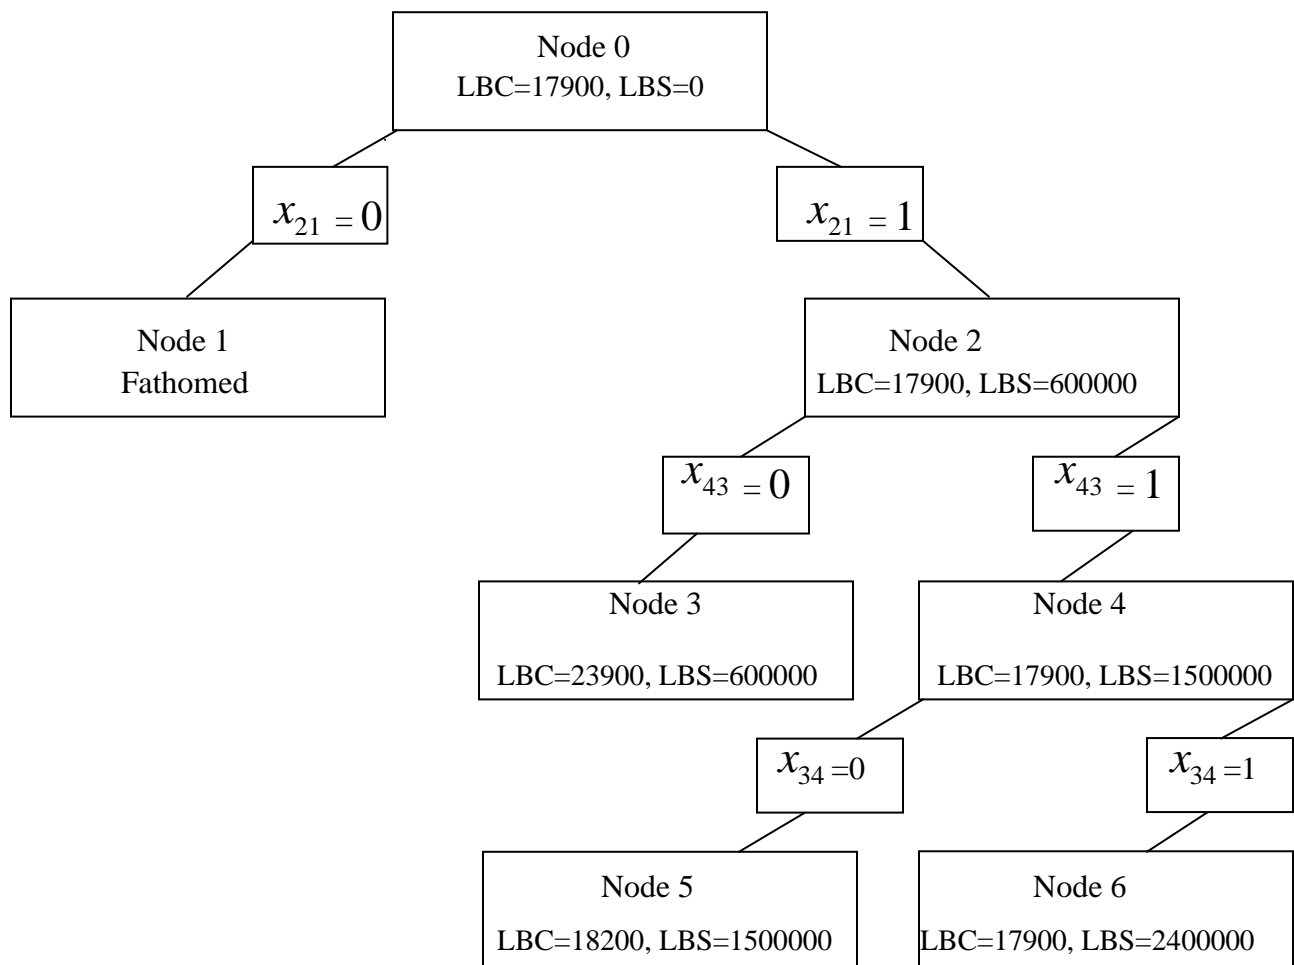 Node 0
LBC=17900, LBS=0
x21 = 0
x21 = 1
Node 1
Fathomed
Node 2
LBC=17900, LBS=600000
x43 = 0
x43 = 1
Node 3
LBC=23900, LBS=600000
Node 4
LBC=17900, LBS=1500000
x34 =0
x34 =1
Node 5
LBC=18200, LBS=1500000
Node 6
LBC=17900, LBS=2400000